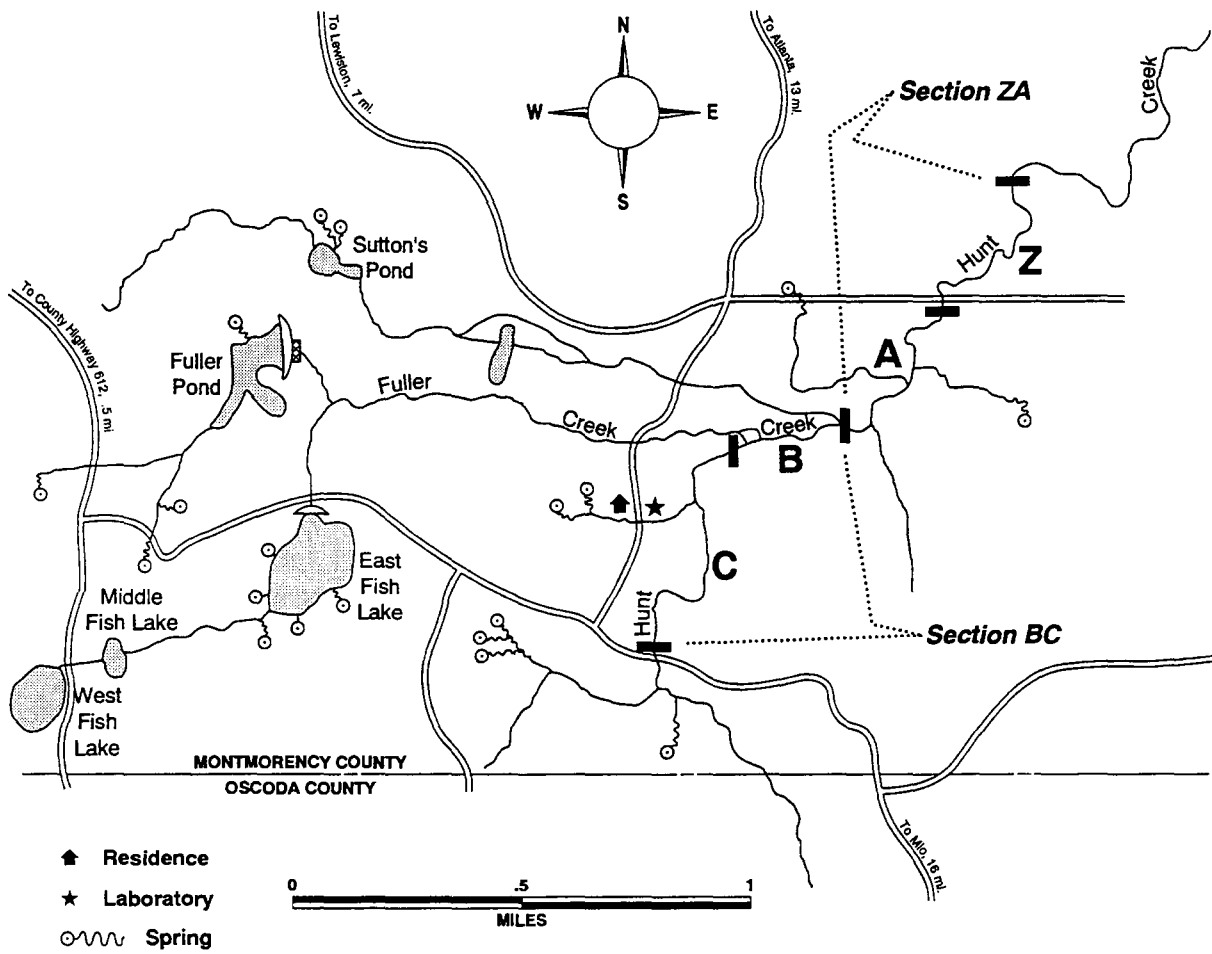 To Lewiston, 7 mi.
To Atlanta, 13 mi.
N
W
E
S
Section ZA
Creek
Hunt
Z
Sutton's
Pond
To County Highway 612, .5 mi
Fuller
Pond
Fuller
Creek
Creek
A
B
C
Hunt
East
Fish
Lake
Middle
Fish Lake
West
Fish
Lake
Section BC
MONTMORENCY COUNTY
OSCODA COUNTY
To Mio, 16 mi.
Residence
Laboratory
Spring
0 .5 1
MILES